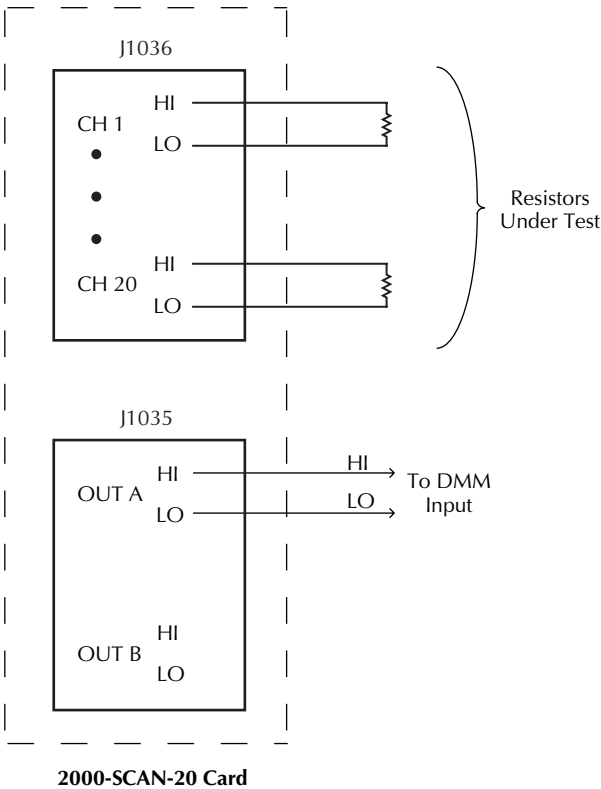 J1036
HI
CH 1
LO
HI
CH 20
LO
Resistors
Under Test
J1035
HI
OUT A
LO
HI
LO
To DMM
Input
HI
OUT B
LO
2000-SCAN-20 Card